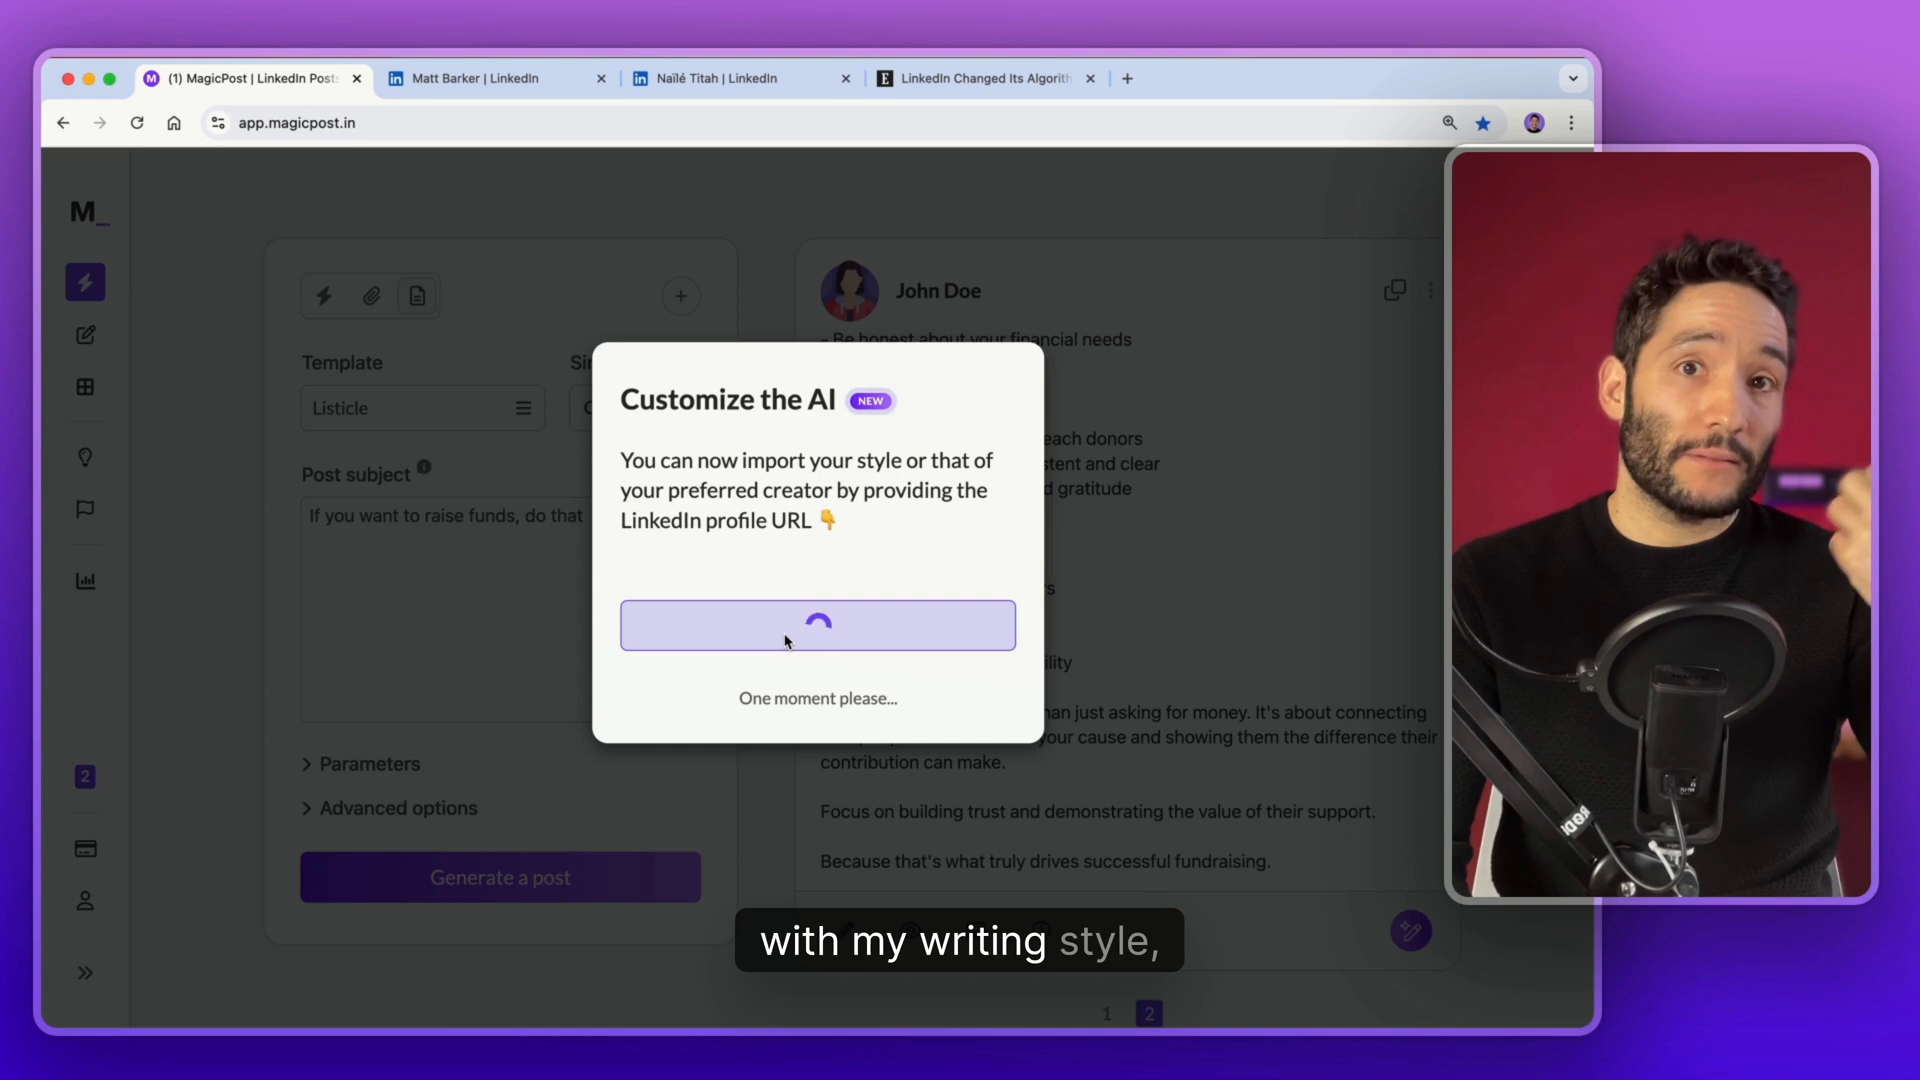 (1) MagicPost | LinkedIn Posts
Matt Barker | LinkedIn
Naïlé Titah | LinkedIn
LinkedIn Changed Its Algorith
app.magicpost.in
M_
John Doe
- Be honest about your financial needs
Template
Listicle
Post subject
If you want to raise funds, do that
Customize the AI NEW
You can now import your style or that of
your preferred creator by providing the
LinkedIn profile URL 👇
One moment please...
each donors
stent and clear
d gratitude
ility
an just asking for money. It's about connecting
your cause and showing them the difference their
contribution can make.
Focus on building trust and demonstrating the value of their support.
Because that's what truly drives successful fundraising.
Parameters
Advanced options
Generate a post
2
1 2
with my writing style,
RØDE